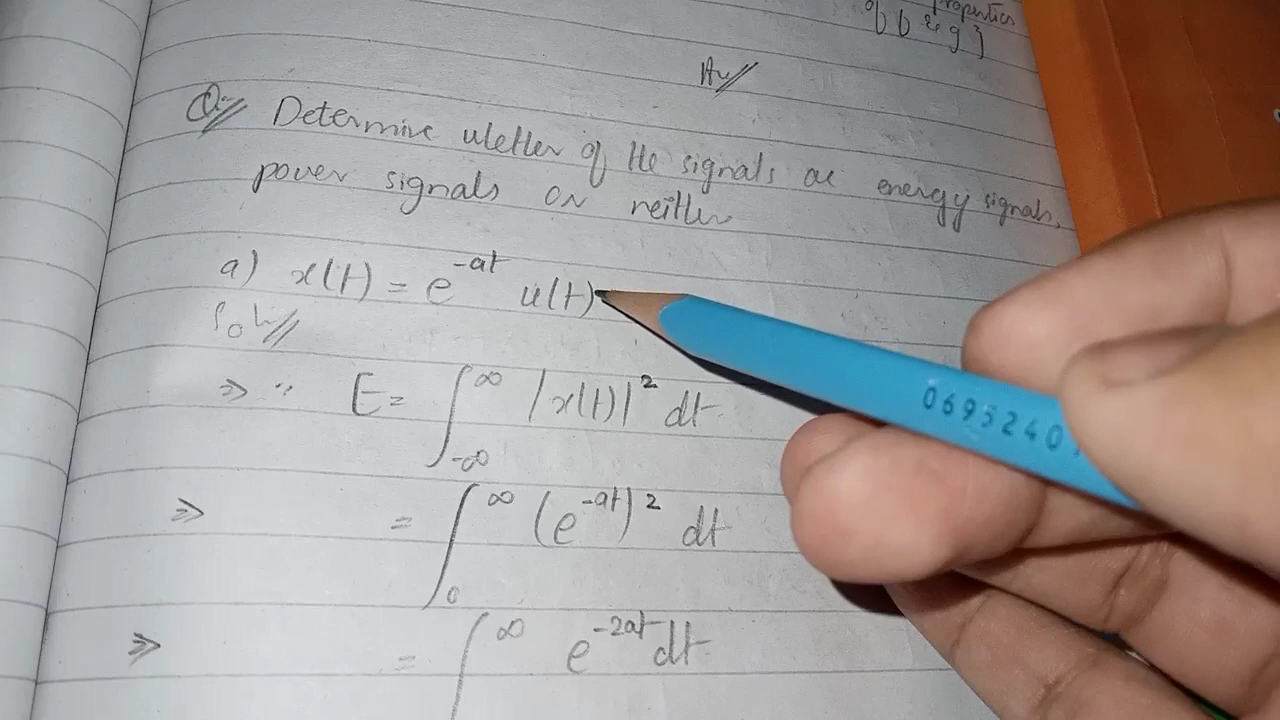 properties
Q:// Determine whether of the signals are energy signals,
power signals or neither
a) x(t) = e^-at u(t)
Sol//
≫ ∵ E = ∫_-∞^∞ |x(t)|² dt
≫ = ∫_0^∞ (e^-at)² dt
≫ = ∫^∞ e^-2at dt
0695240